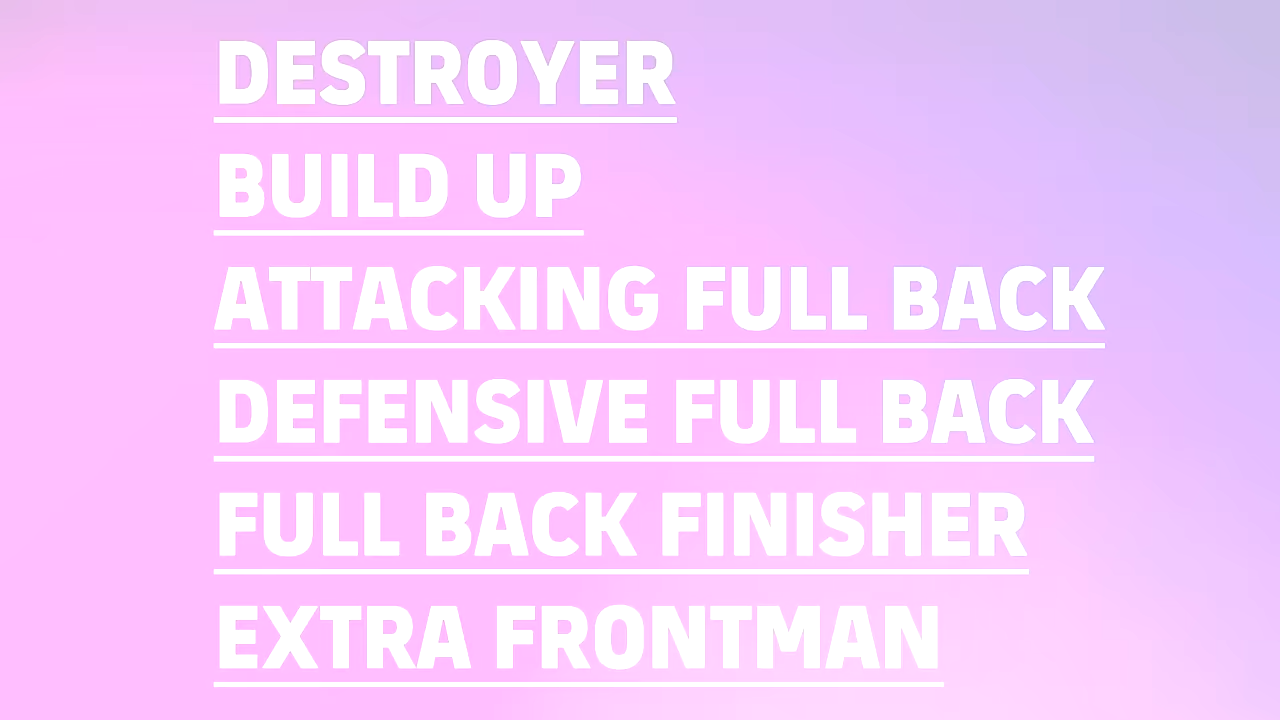 DESTROYER
BUILD UP
ATTACKING FULL BACK
DEFENSIVE FULL BACK
FULL BACK FINISHER
EXTRA FRONTMAN